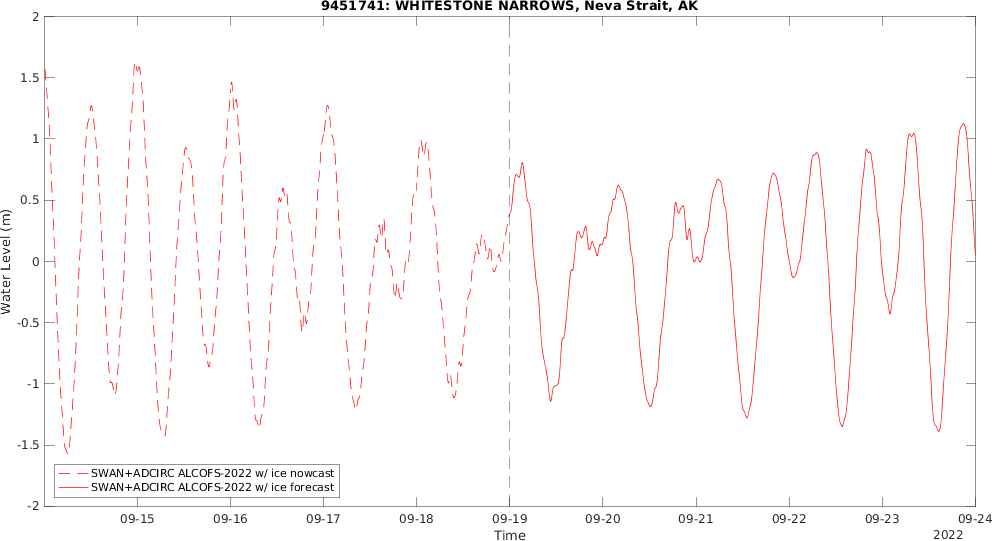 9451741: WHITESTONE NARROWS, Neva Strait, AK
Water Level (m)
2
1.5
1
0.5
0
-0.5
-1
-1.5
-2
SWAN+ADCIRC ALCOFS-2022 w/ ice nowcast
SWAN+ADCIRC ALCOFS-2022 w/ ice forecast
09-15 09-16 09-17 09-18 09-19 09-20 09-21 09-22 09-23 09-24
Time
2022